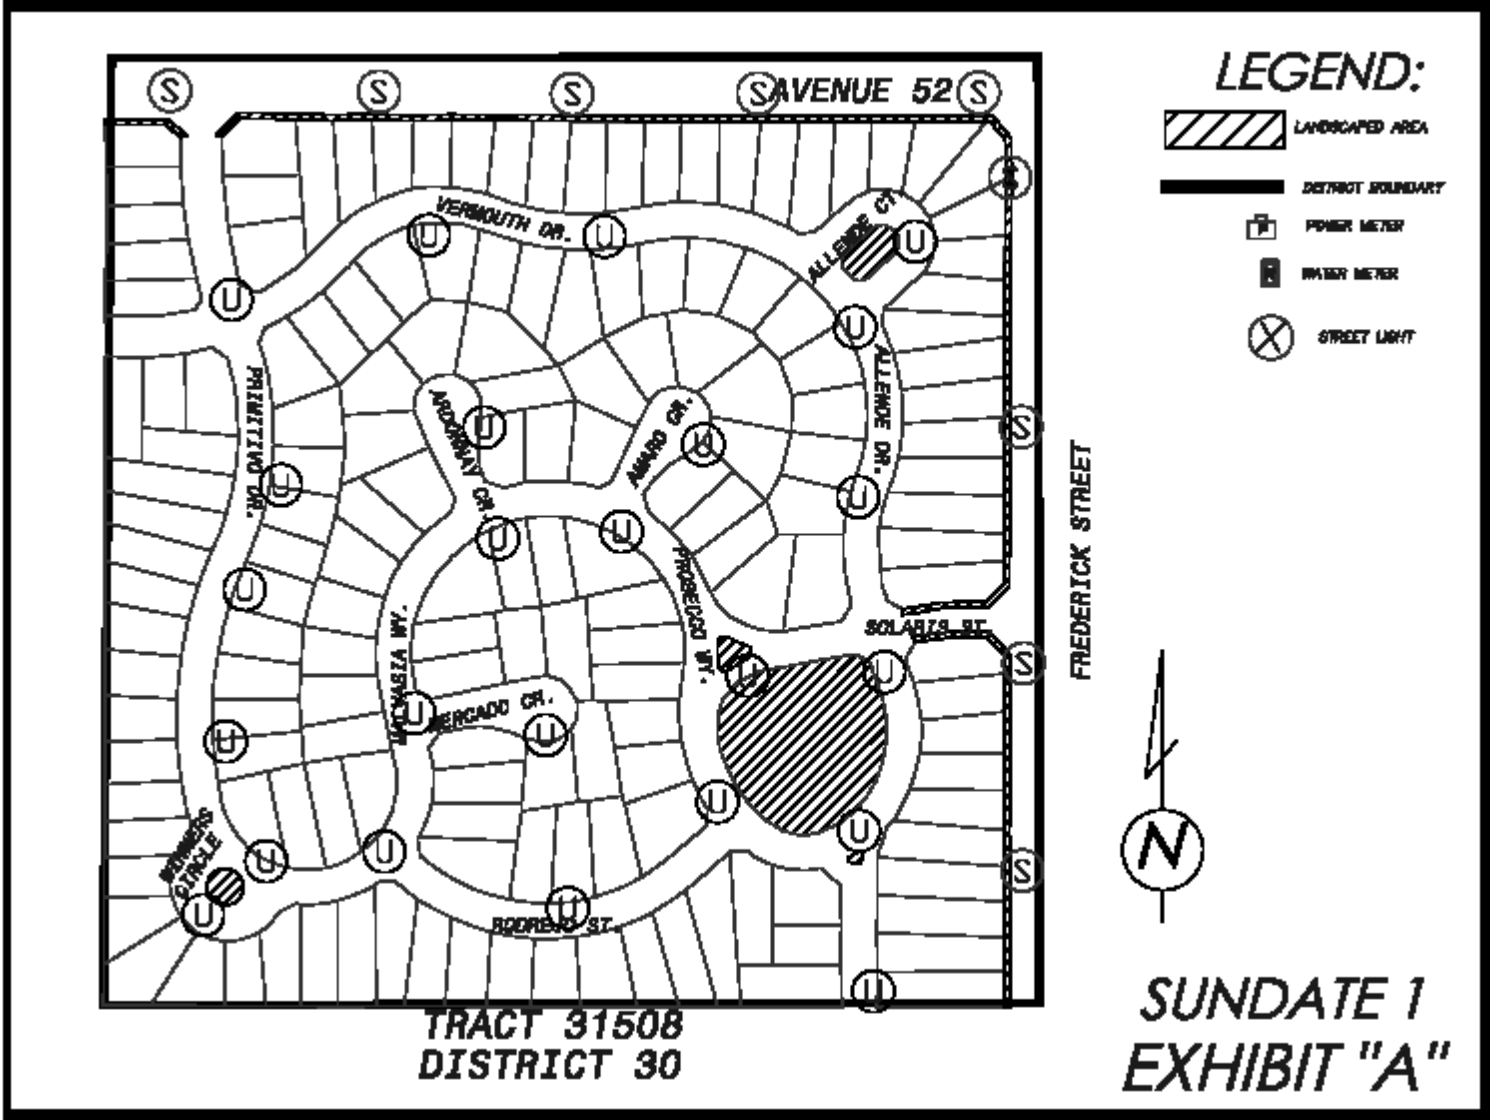 LEGEND:
LANDSCAPED AREA
DISTRICT BOUNDARY
POWER METER
WATER METER
STREET LIGHT
S
S
S
S
AVENUE 52
S
VERMOUTH DR.
U
U
ALLENDE CT
U
U
U
PRIMITIVO DR.
ALLENDE DR.
AMARO CR.
U
U
S
FREDERICK STREET
U
U
U
U
PROSECCO WY.
U
SOLARIS ST
MALVASIA WY.
U
U
S
U
MERCADO CR.
U
U
U
U
CIRCLE
U
U
S
U
U
ST.
U
N
TRACT 31508
DISTRICT 30
SUNDATE 1
EXHIBIT "A"